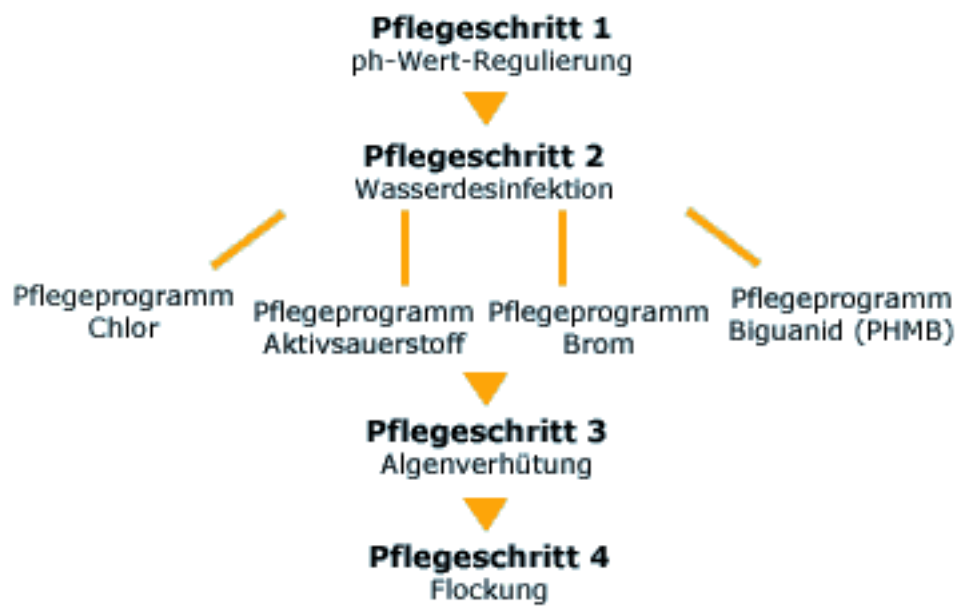 Pflegeschritt 1
ph-Wert-Regulierung
Pflegeschritt 2
Wasserdesinfektion
Pflegeprogramm
Chlor
Pflegeprogramm
Aktivsauerstoff
Pflegeprogramm
Brom
Pflegeprogramm
Biguanid (PHMB)
Pflegeschritt 3
Algenverhütung
Pflegeschritt 4
Flockung